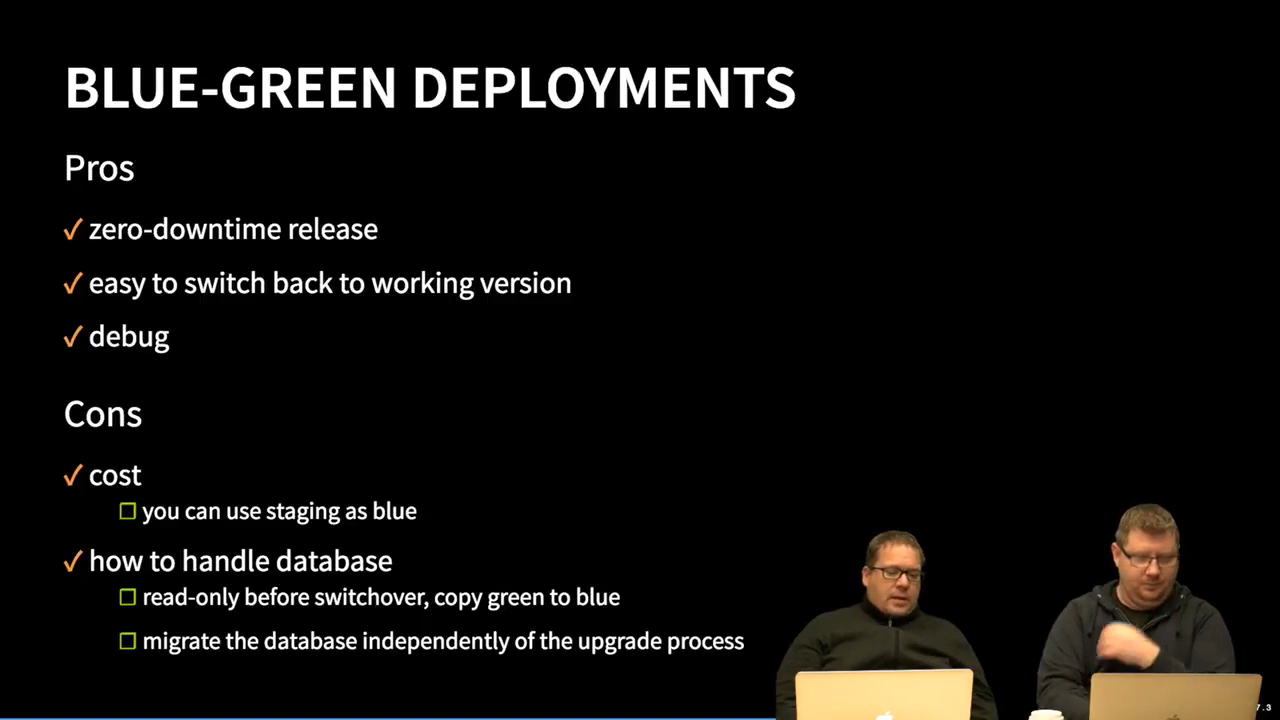 BLUE-GREEN DEPLOYMENTS
Pros
✓ zero-downtime release
✓ easy to switch back to working version
✓ debug
Cons
✓ cost
❐ you can use staging as blue
✓ how to handle database
❐ read-only before switchover, copy green to blue
❐ migrate the database independently of the upgrade process
7.3